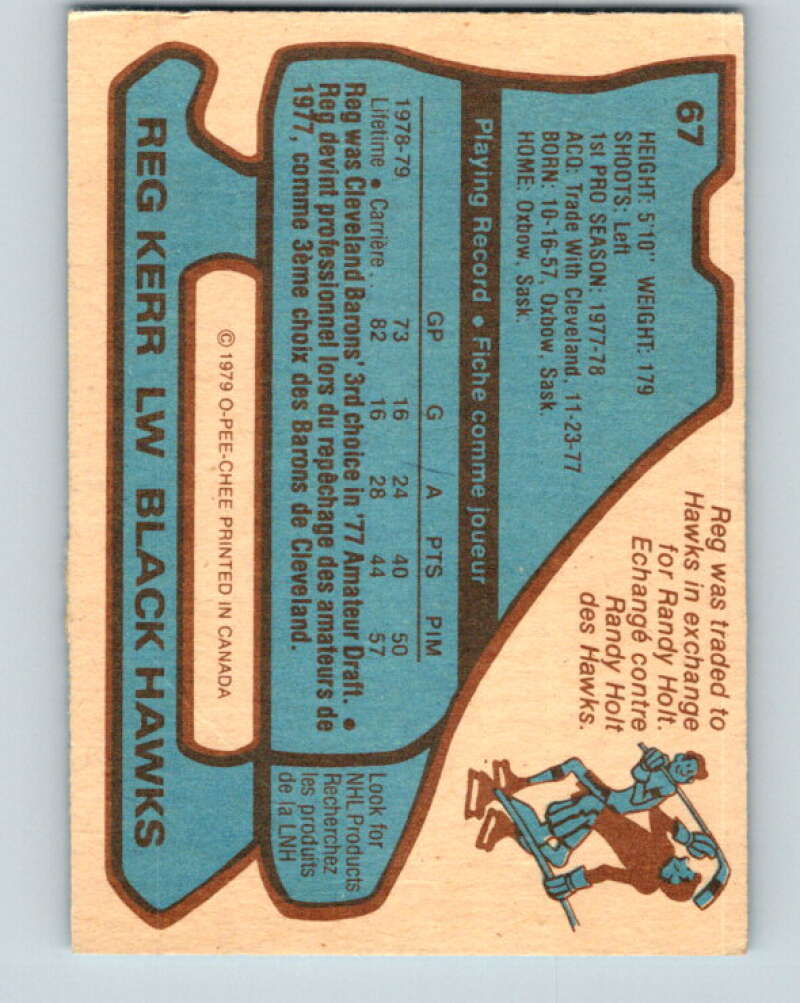 67
HEIGHT: 5'10" WEIGHT: 179
SHOOTS: Left
1st PRO SEASON: 1977-78
ACQ: Trade With Cleveland, 11-23-77
BORN: 10-16-57, Oxbow, Sask.
HOME: Oxbow, Sask.
Reg was traded to
Hawks in exchange
for Randy Holt.
Echangé contre
Randy Holt
des Hawks.
Playing Record • Fiche comme joueur
GP G A PTS PIM
1978-79 73 16 24 40 50
Lifetime • Carrière . . 82 16 28 44 57
Reg was Cleveland Barons' 3rd choice in '77 Amateur Draft. •
Reg devint professionnel lors du repêchage des amateurs de
1977, comme 3ème choix des Barons de Cleveland.
Look for
NHL Products
Recherchez
les produits
de la LNH
© 1979 O-PEE-CHEE PRINTED IN CANADA
REG KERR LW BLACK HAWKS